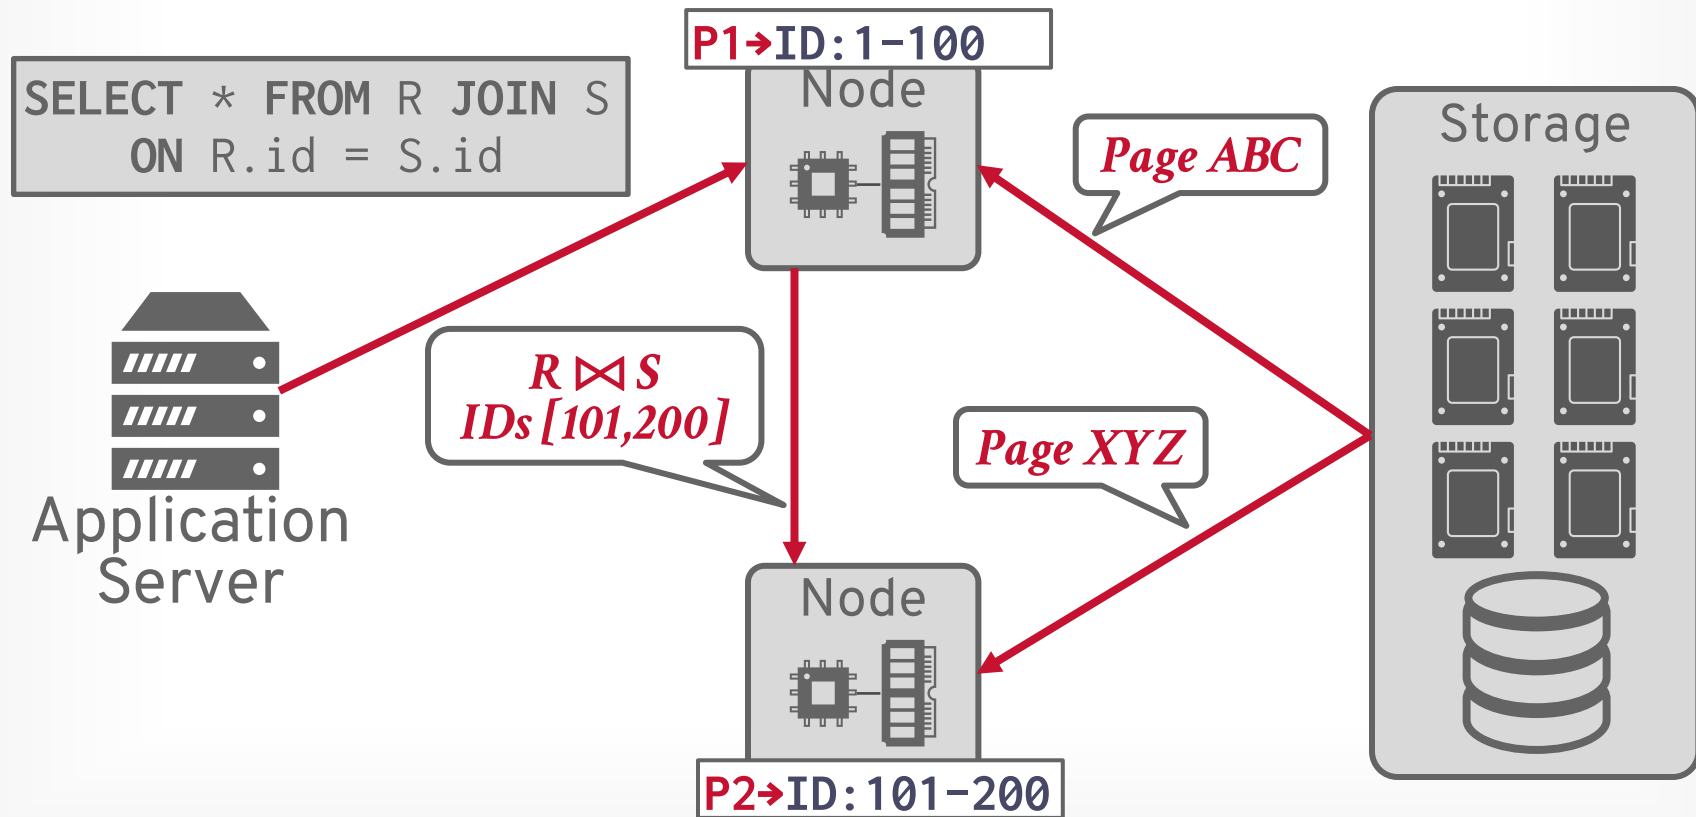 P1→ID:1-100
SELECT * FROM R JOIN S
ON R.id = S.id
Node
Storage
Page ABC
R ⋈ S
IDs [101,200]
Page XYZ
Application
Server
Node
P2→ID:101-200